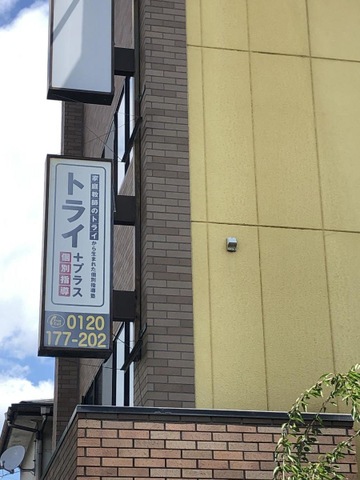 家庭教師のトライから生まれた個別指導塾
トライ
+プラス
個別指導
0120
177-202